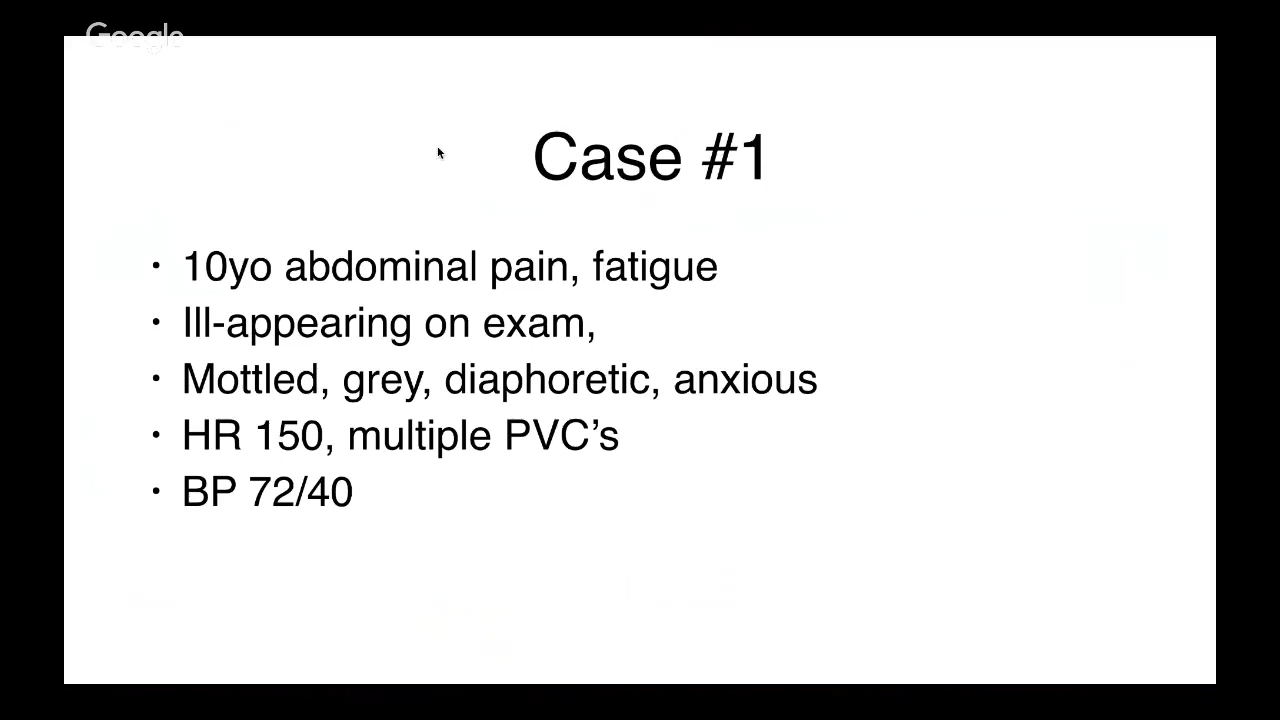 Google
Case #1
• 10yo abdominal pain, fatigue
• Ill-appearing on exam,
• Mottled, grey, diaphoretic, anxious
• HR 150, multiple PVC's
• BP 72/40